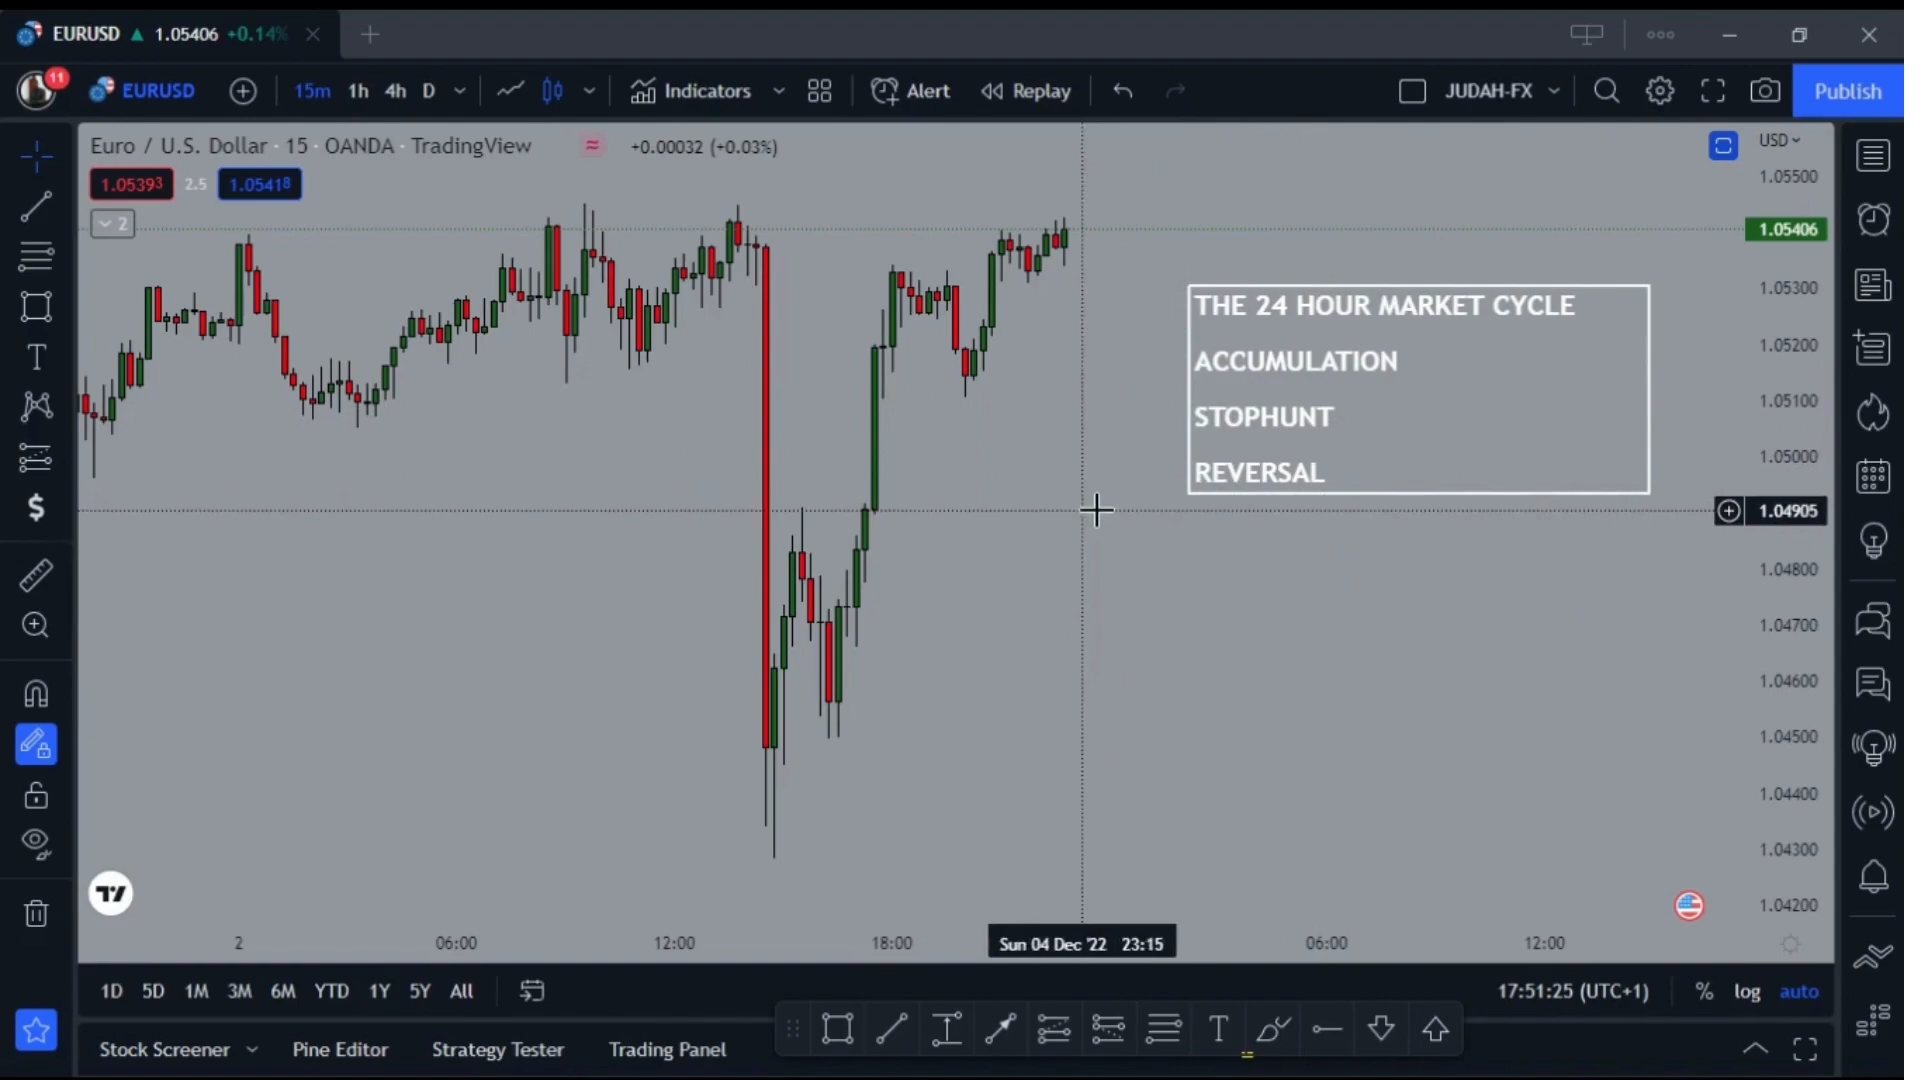 EURUSD ▲ 1.05406 +0.14%
11
EURUSD 15m 1h 4h D Indicators Alert Replay JUDAH-FX Publish
Euro / U.S. Dollar · 15 · OANDA · TradingView ≈ +0.00032 (+0.03%)
USD
1.05393 2.5 1.05418
2
1.05500
1.05406
1.05300
1.05200
1.05100
1.05000
1.04905
1.04800
1.04700
1.04600
1.04500
1.04400
1.04300
1.04200
THE 24 HOUR MARKET CYCLE
ACCUMULATION
STOPHUNT
REVERSAL
2 06:00 12:00 18:00 Sun 04 Dec '22 23:15 06:00 12:00
1D 5D 1M 3M 6M YTD 1Y 5Y All 17:51:25 (UTC+1) % log auto
Stock Screener Pine Editor Strategy Tester Trading Panel